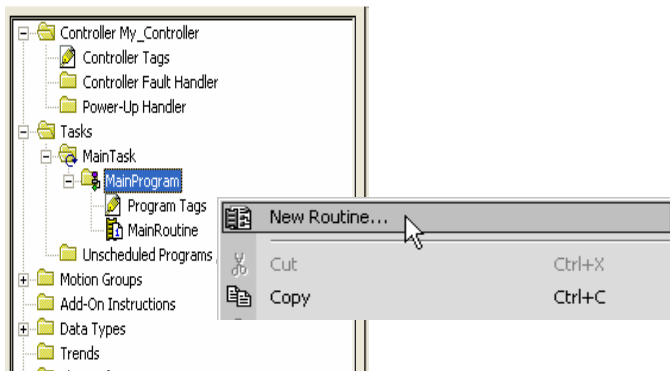 Controller My_Controller
Controller Tags
Controller Fault Handler
Power-Up Handler
Tasks
MainTask
MainProgram
Program Tags
MainRoutine
Unscheduled Programs
Motion Groups
Add-On Instructions
Data Types
Trends
New Routine...
Cut Ctrl+X
Copy Ctrl+C